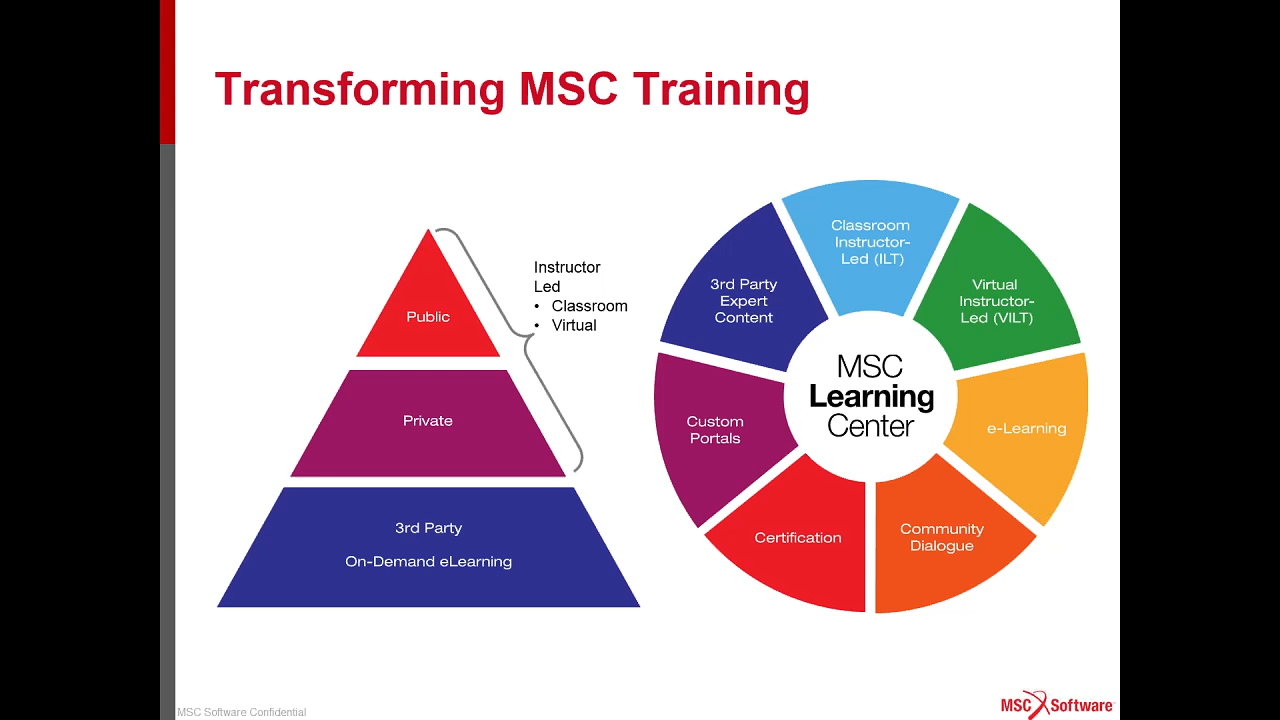 Transforming MSC Training
Public
Private
3rd Party
On-Demand eLearning
Instructor
Led
• Classroom
• Virtual
Classroom
Instructor-
Led (ILT)
Virtual
Instructor-
Led (VILT)
e-Learning
Community
Dialogue
Certification
Custom
Portals
3rd Party
Expert
Content
MSC
Learning
Center
MSC Software Confidential
MSC Software